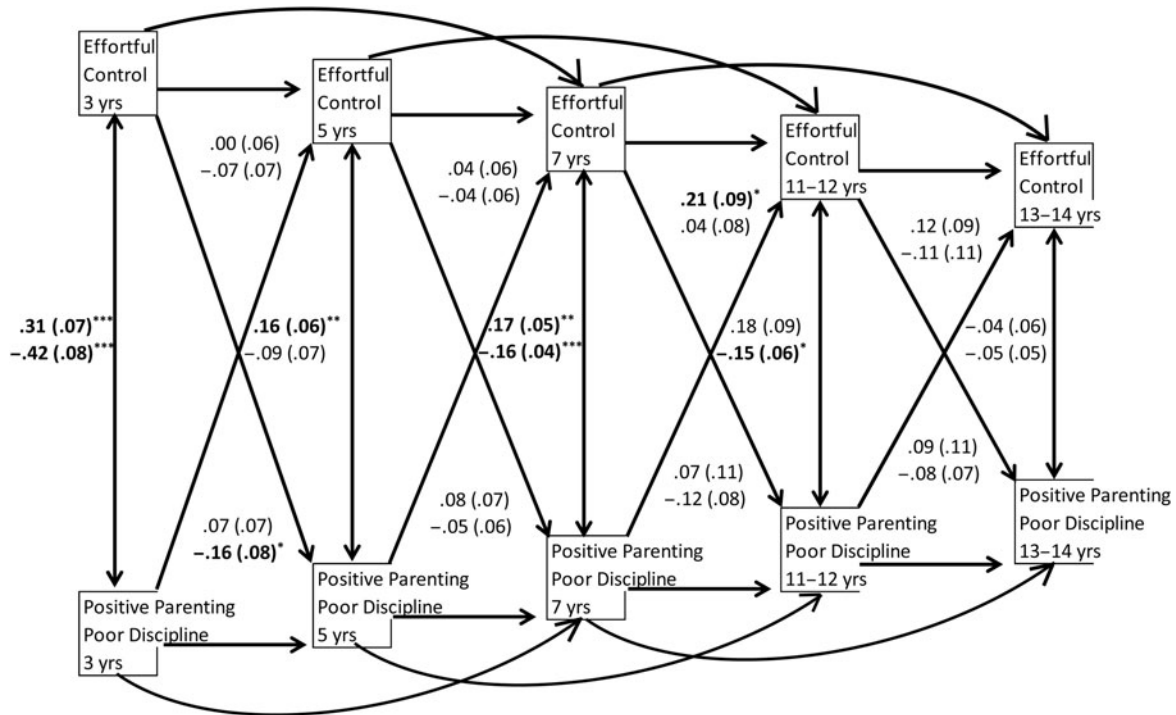 Effortful
Control
3 yrs
Effortful
Control
5 yrs
Effortful
Control
7 yrs
Effortful
Control
11–12 yrs
Effortful
Control
13–14 yrs
.00 (.06)
−.07 (.07)
.04 (.06)
−.04 (.06)
.21 (.09)*
.04 (.08)
.12 (.09)
−.11 (.11)
.31 (.07)***
−.42 (.08)***
.16 (.06)**
−.09 (.07)
.17 (.05)**
−.16 (.04)***
.18 (.09)
−.15 (.06)*
−.04 (.06)
−.05 (.05)
.07 (.07)
−.16 (.08)*
.08 (.07)
−.05 (.06)
.07 (.11)
−.12 (.08)
.09 (.11)
−.08 (.07)
Positive Parenting
Poor Discipline
3 yrs
Positive Parenting
Poor Discipline
5 yrs
Positive Parenting
Poor Discipline
7 yrs
Positive Parenting
Poor Discipline
11–12 yrs
Positive Parenting
Poor Discipline
13–14 yrs